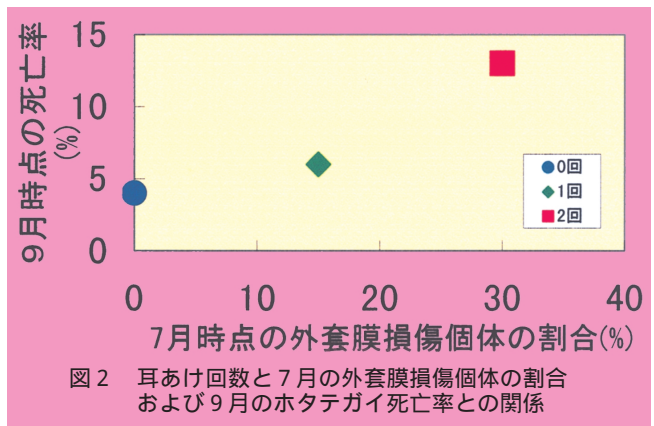 9月時点の死亡率
(%)
15
10
5
0
0回
1回
2回
0 10 20 30 40
7月時点の外套膜損傷個体の割合(%)
図2 耳あけ回数と7月の外套膜損傷個体の割合
および9月のホタテガイ死亡率との関係